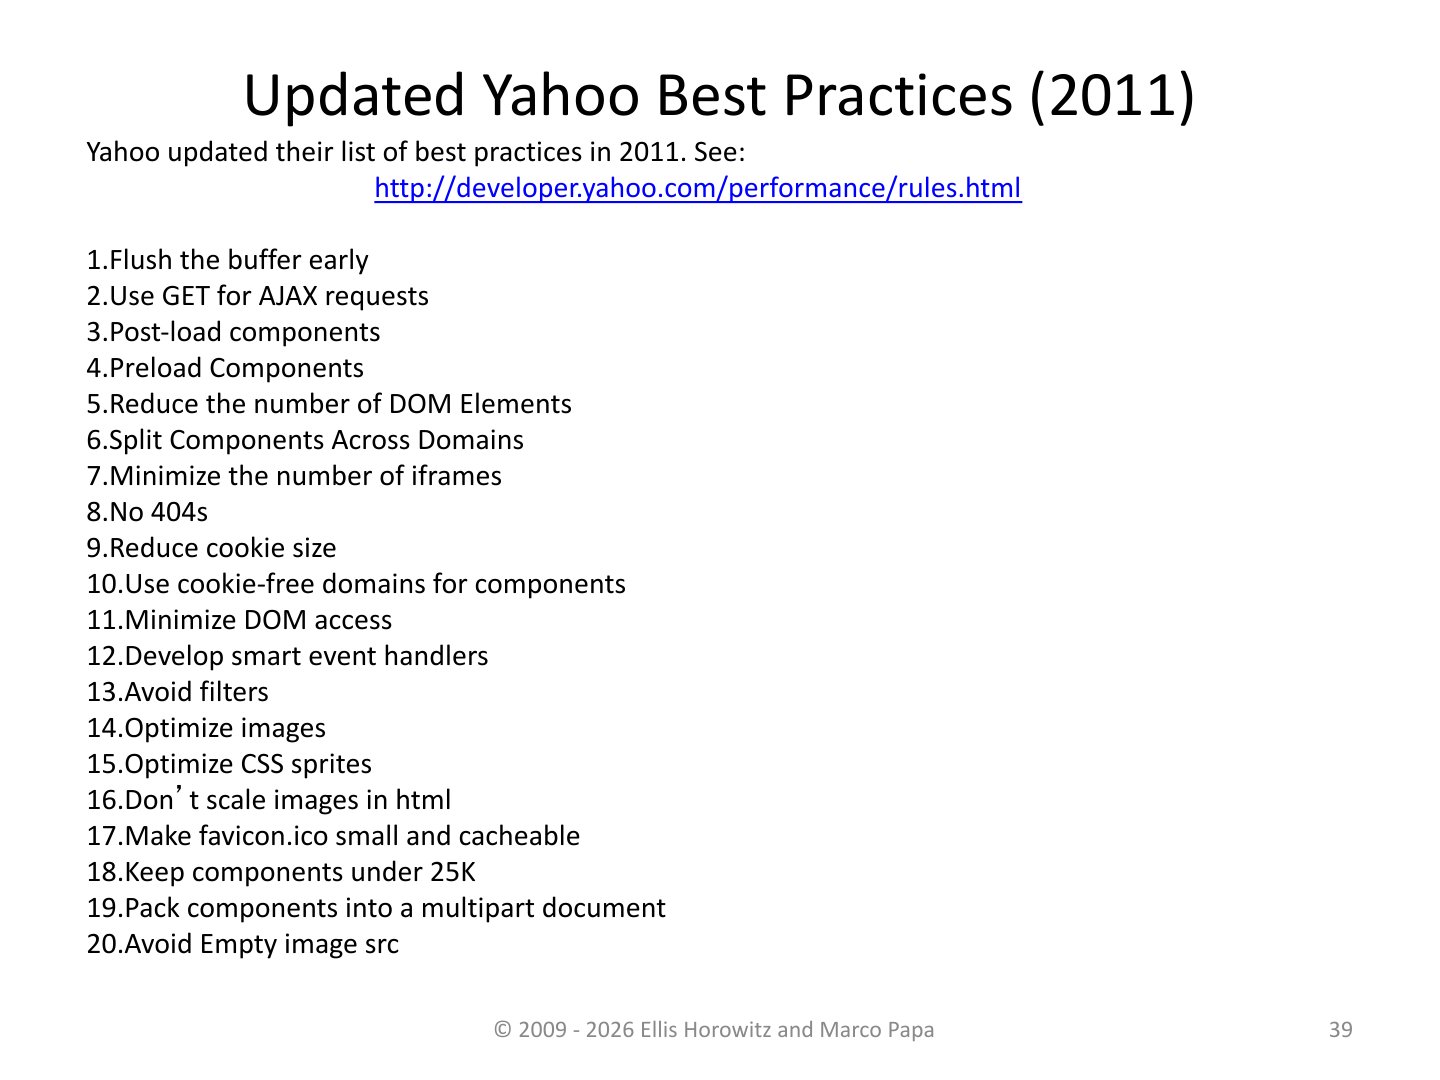 Updated Yahoo Best Practices (2011)
Yahoo updated their list of best practices in 2011. See:
http://developer.yahoo.com/performance/rules.html
1.Flush the buffer early
2.Use GET for AJAX requests
3.Post-load components
4.Preload Components
5.Reduce the number of DOM Elements
6.Split Components Across Domains
7.Minimize the number of iframes
8.No 404s
9.Reduce cookie size
10.Use cookie-free domains for components
11.Minimize DOM access
12.Develop smart event handlers
13.Avoid filters
14.Optimize images
15.Optimize CSS sprites
16.Don’t scale images in html
17.Make favicon.ico small and cacheable
18.Keep components under 25K
19.Pack components into a multipart document
20.Avoid Empty image src
© 2009 - 2026 Ellis Horowitz and Marco Papa
39